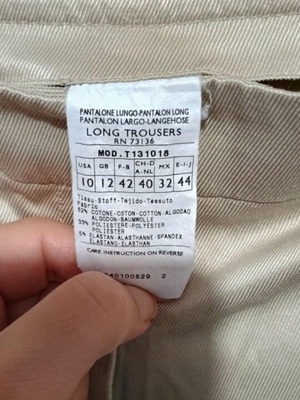 PANTALONE LUNGO-PANTALON LONG
PANTALON LARGO-LANGEHOSE
LONG TROUSERS
RN 73136
MOD. T131018
USA GB F-B CH-D A-NL MX E-I-J
10 12 42 40 32 44
Tissu-Stoff-Tejido-Tessuto
Fabric
62% COTONE-COTON-COTTON-ALGODAO
ALGODON-BAUMWOLLE
33% POLIESTERE-POLYESTER
POLIESTER
5% ELASTAN-ALASTHANNE-SPANDEX
ELASTANO-ELASTHAN
CARE INSTRUCTION ON REVERSE
2